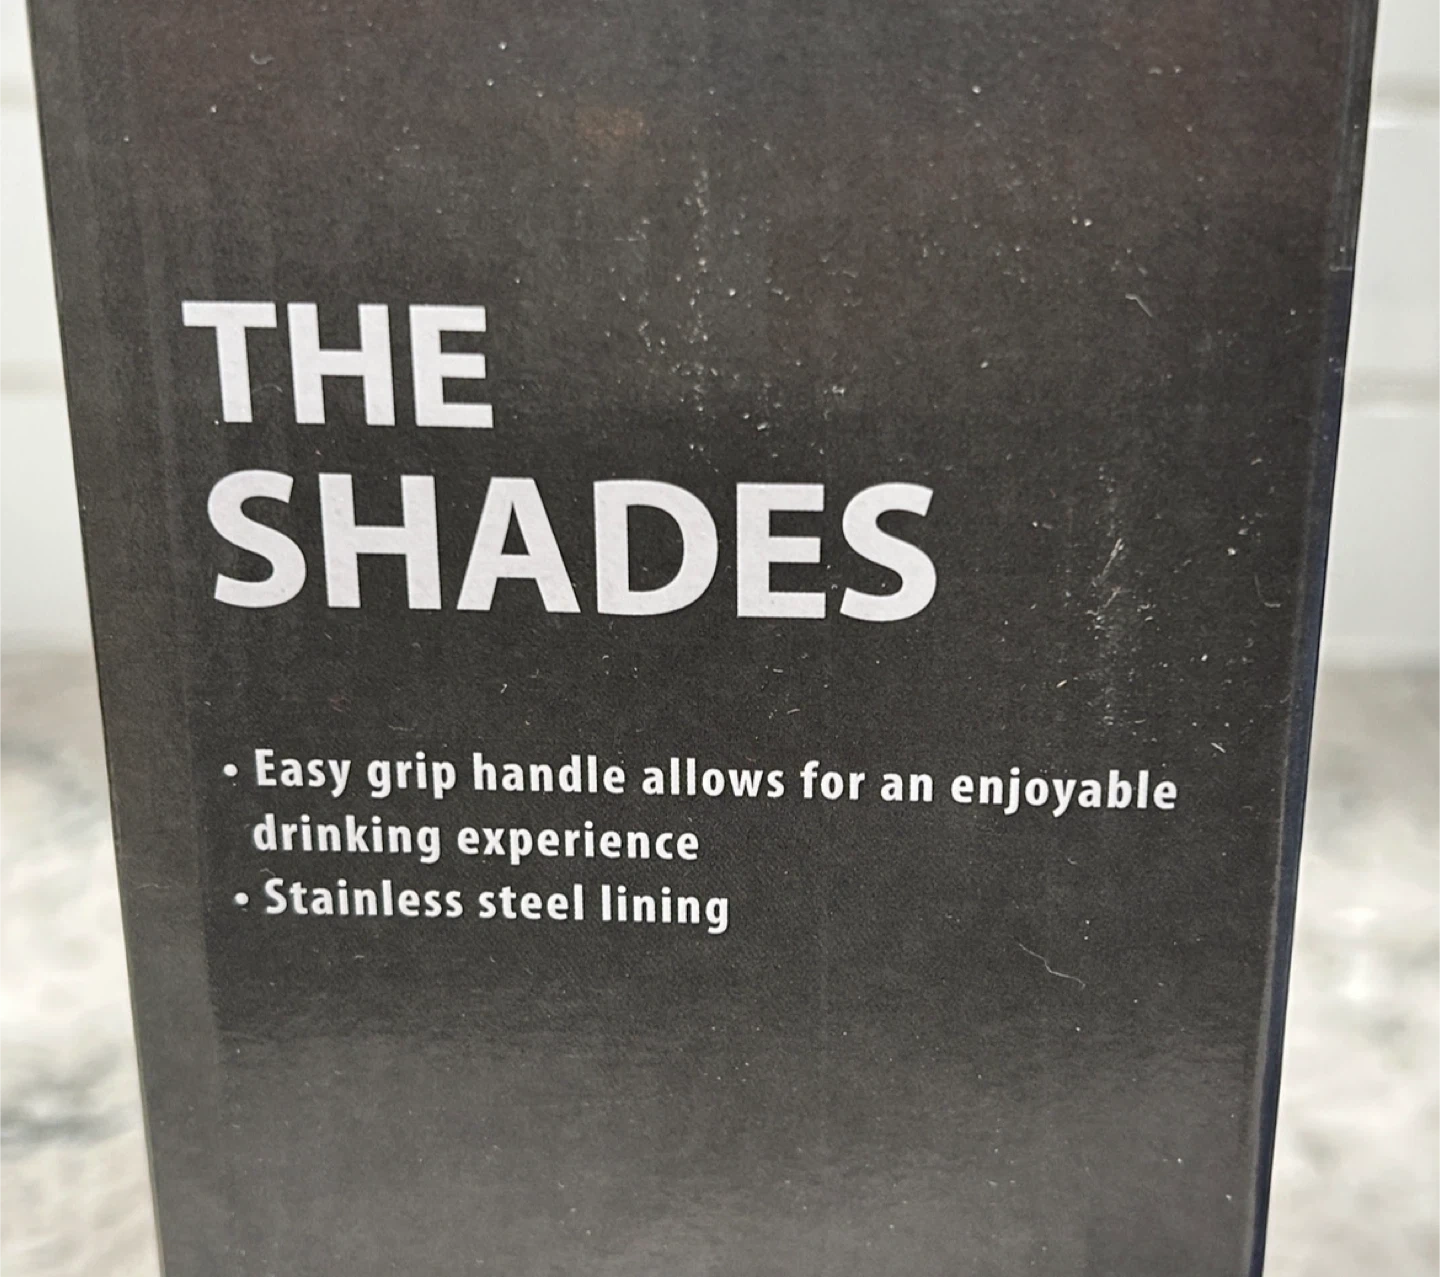 THE
SHADES
• Easy grip handle allows for an enjoyable
drinking experience
• Stainless steel lining